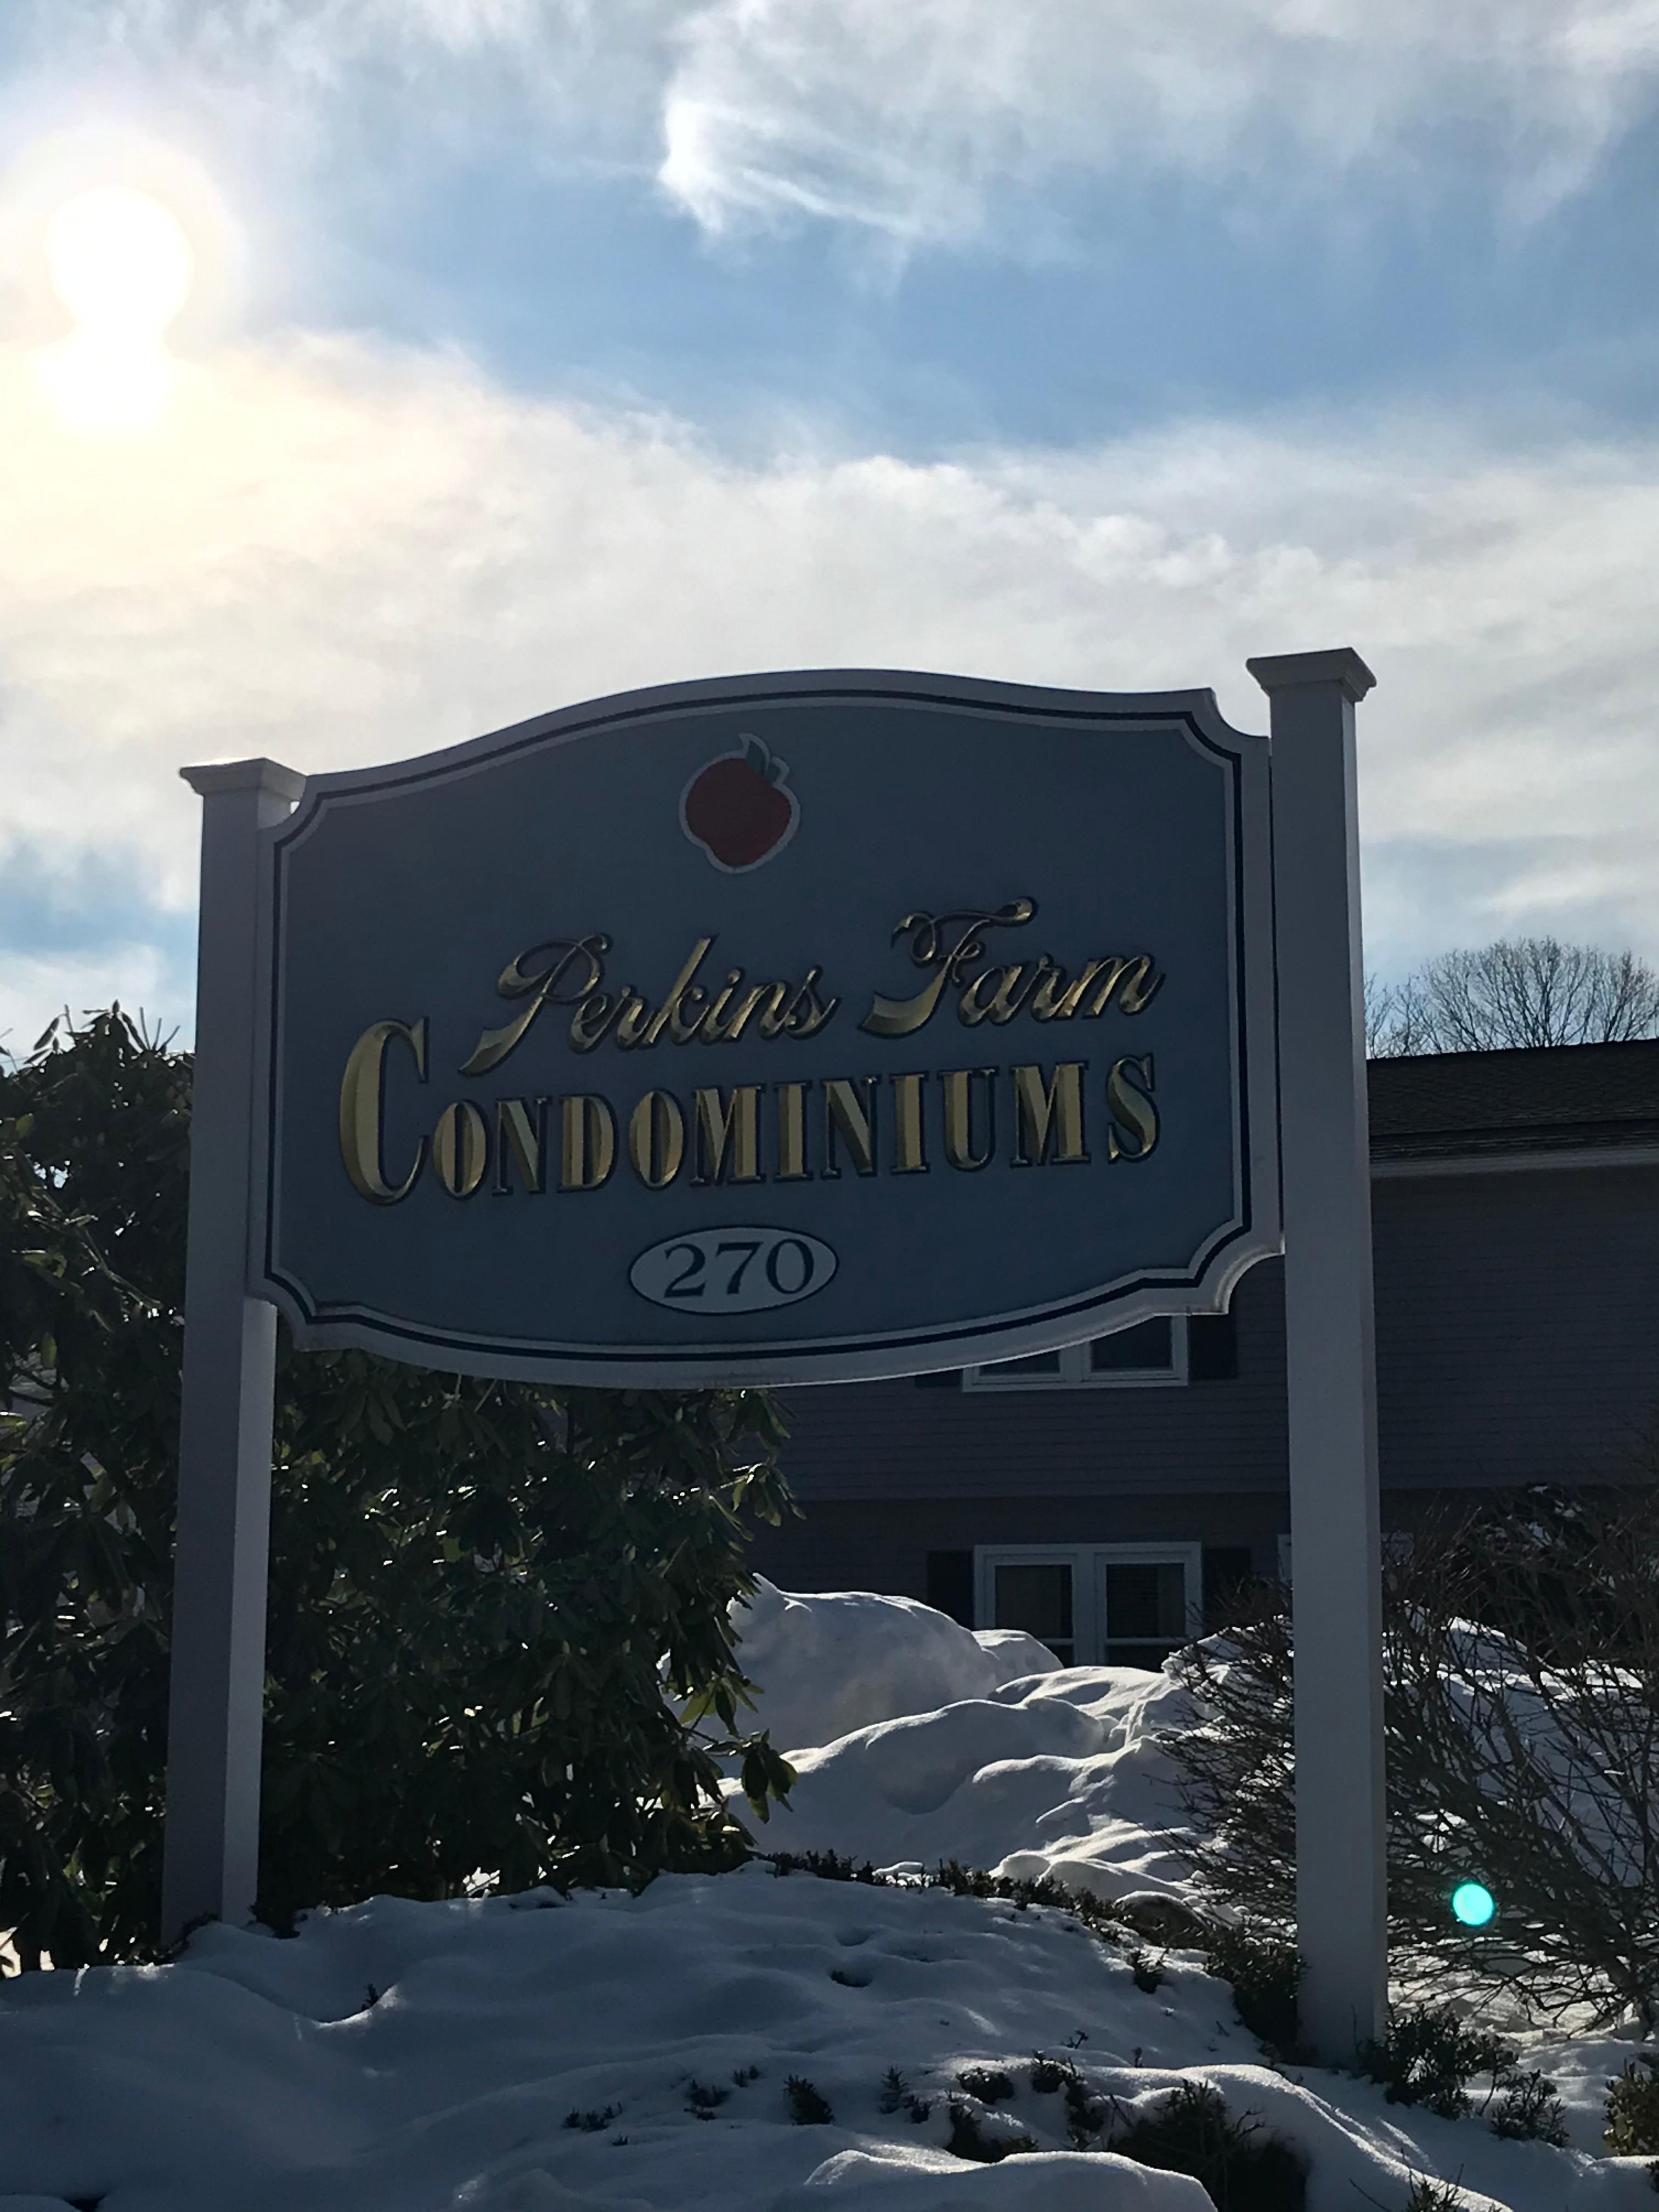 Perkins Farm
CONDOMINIUMS
270